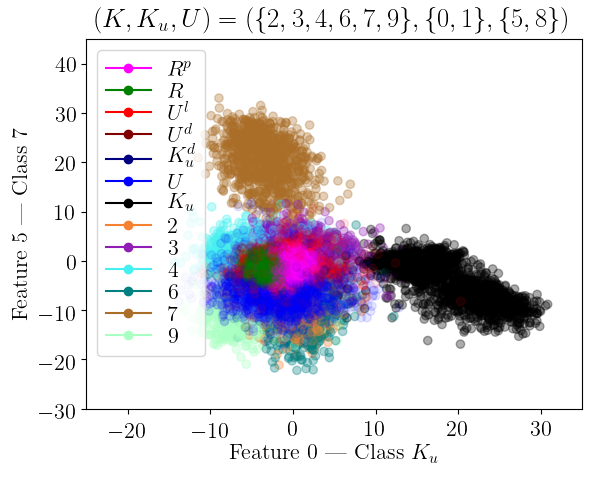 (K, K_u, U) = ({2, 3, 4, 6, 7, 9}, {0, 1}, {5, 8})
Feature 5 — Class 7
40
30
20
10
0
−10
−20
−30
R^p
R
U^l
U^d
K_u^d
U
K_u
2
3
4
6
7
9
−20 −10 0 10 20 30
Feature 0 — Class K_u